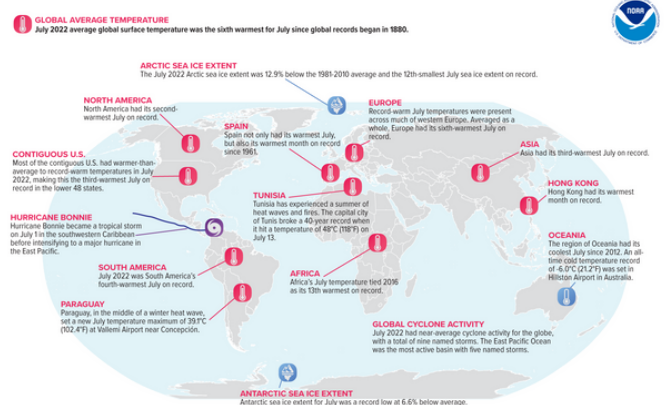 GLOBAL AVERAGE TEMPERATURE
July 2022 average global surface temperature was the sixth warmest for July since global records began in 1880.
NOAA
ARCTIC SEA ICE EXTENT
The July 2022 Arctic sea ice extent was 12.9% below the 1981-2010 average and the 12th-smallest July sea ice extent on record.
NORTH AMERICA
North America had its second-
warmest July on record.
EUROPE
Record-warm July temperatures were present
across much of western Europe. Averaged as a
whole, Europe had its sixth-warmest July on
record.
SPAIN
Spain not only had its warmest July,
but also its warmest month on record
since 1961.
ASIA
Asia had its third-warmest July on record.
CONTIGUOUS U.S.
Most of the contiguous U.S. had warmer-than-
average to record-warm temperatures in July
2022, making this the third-warmest July on
record in the lower 48 states.
HONG KONG
Hong Kong had its warmest
month on record.
TUNISIA
Tunisia has experienced a summer of
heat waves and fires. The capital city
of Tunis broke a 40-year record when
it hit a temperature of 48°C (118°F) on
July 13.
HURRICANE BONNIE
Hurricane Bonnie became a tropical storm
on July 1 in the southwestern Caribbean
before intensifying to a major hurricane in
the East Pacific.
OCEANIA
The region of Oceania had its
coolest July since 2012. An all-
time cold temperature record
of -6.0°C (21.2°F) was set in
Hillston Airport in Australia.
SOUTH AMERICA
July 2022 was South America's
fourth-warmest July on record.
AFRICA
Africa's July temperature tied 2016
as its 13th warmest on record.
PARAGUAY
Paraguay, in the middle of a winter heat wave,
set a new July temperature maximum of 39.1°C
(102.4°F) at Vallemi Airport near Concepción.
GLOBAL CYCLONE ACTIVITY
July 2022 had near-average cyclone activity for the globe,
with a total of nine named storms. The East Pacific Ocean
was the most active basin with five named storms.
ANTARCTIC SEA ICE EXTENT
Antarctic sea ice extent for July was a record low at 6.6% below average.